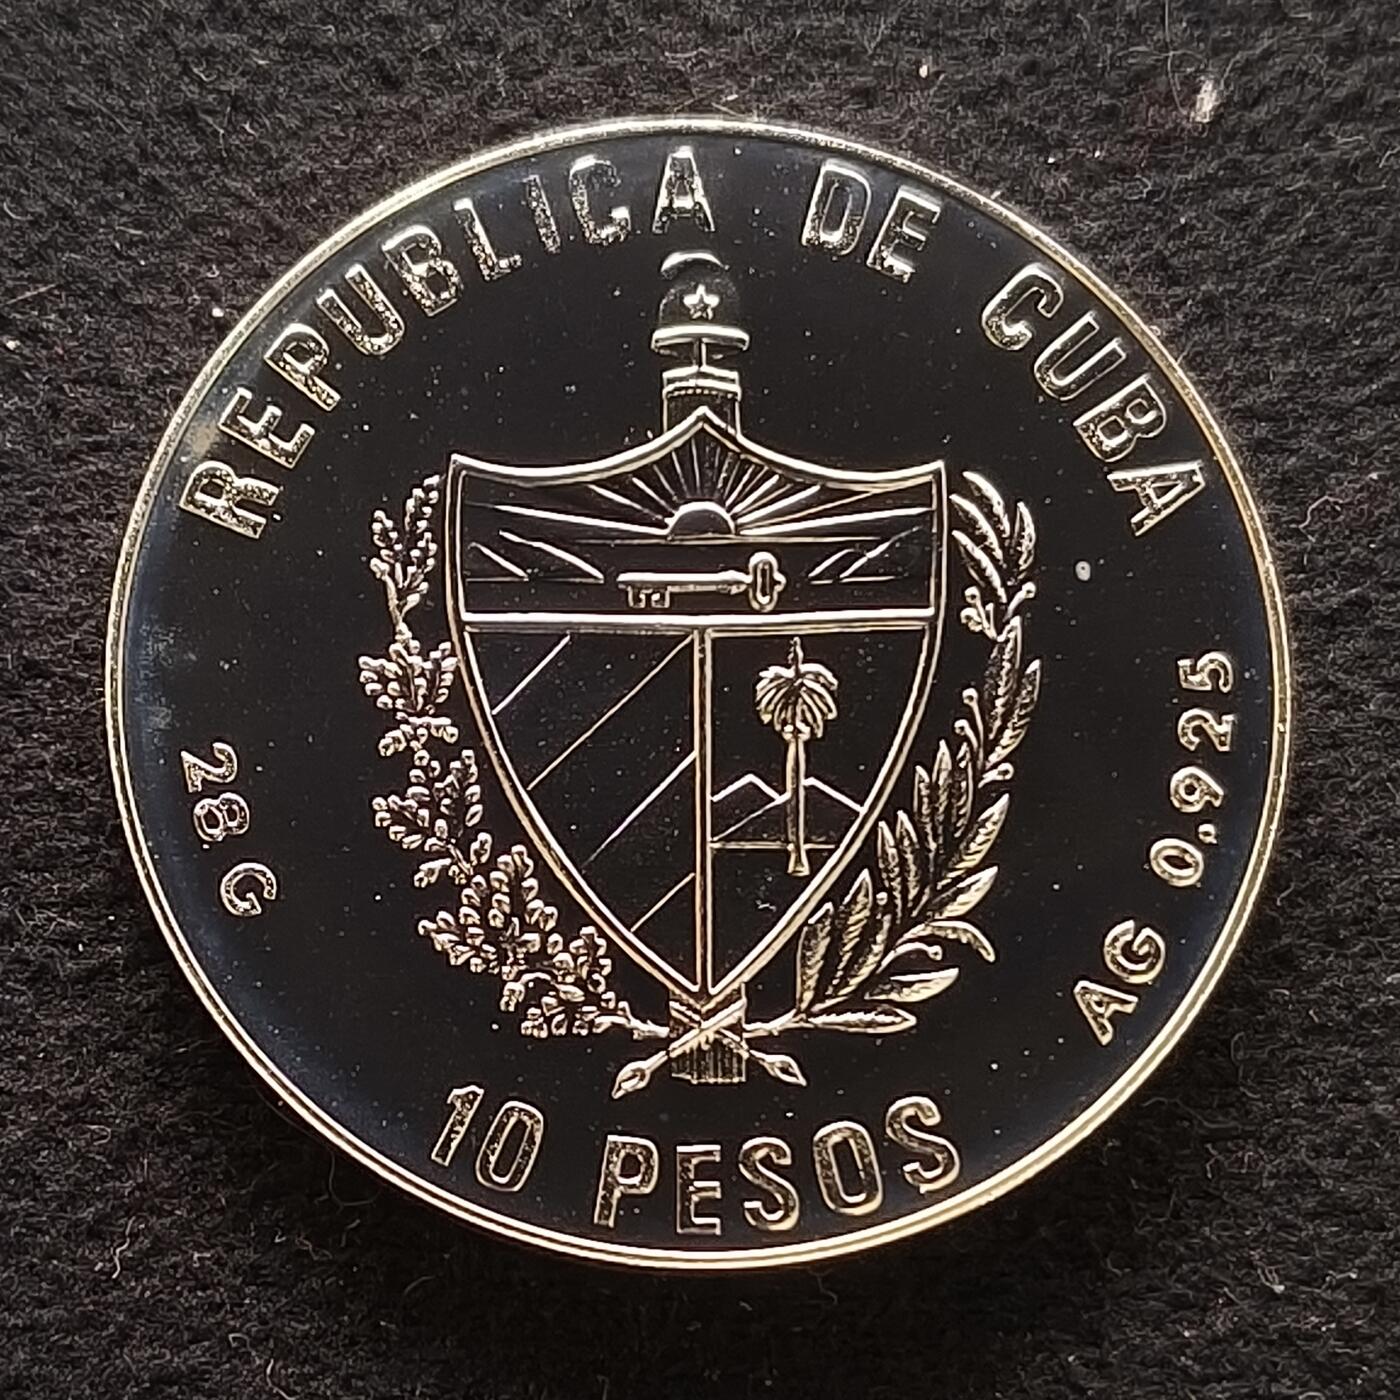 REPUBLICA DE CUBA
28 G
AG 0.925
10 PESOS